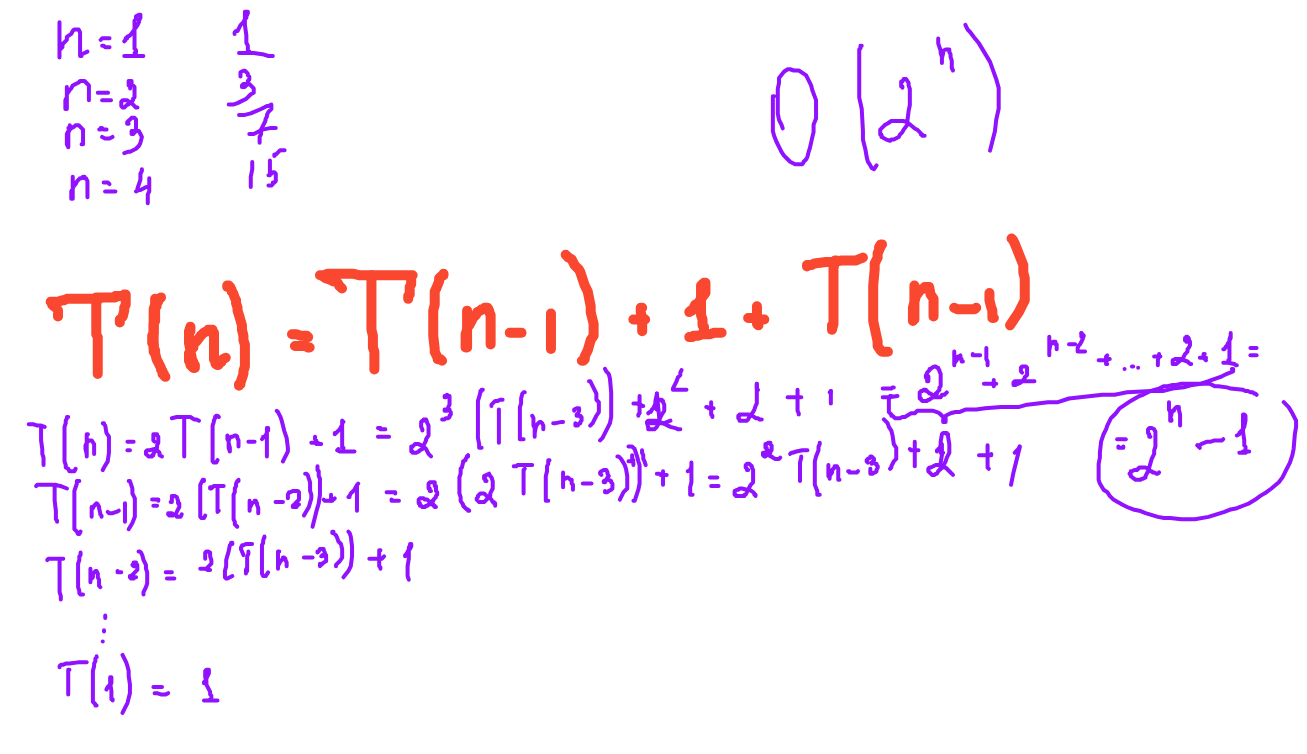 n=1 1
n=2 3
n=3 7
n=4 15
O(2^n)
T(n) = T(n-1) + 1 + T(n-1)
T(n) = 2T(n-1) + 1 = 2^3(T(n-3)) + 2^2 + 2 + 1 = 2^{n-1} + 2^{n-2} + ... + 2 + 1 =
= 2^n - 1
T(n-1) = 2(T(n-2)) + 1 = 2(2T(n-3)+1) + 1 = 2^2 T(n-3) + 2 + 1
T(n-2) = 2(T(n-3)) + 1
⋮
T(1) = 1